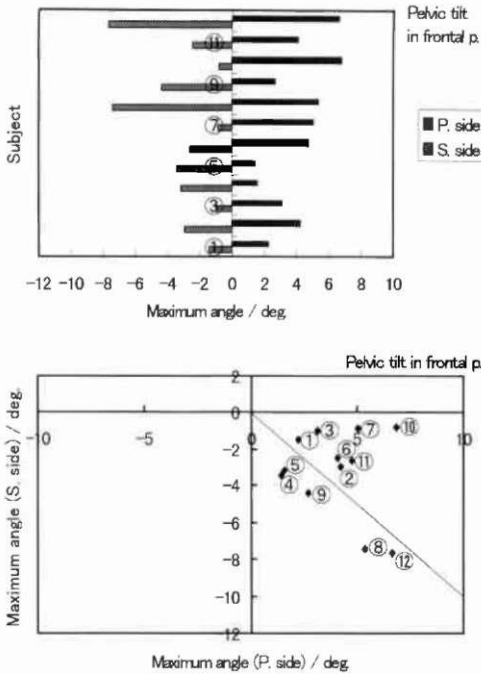 Pelvic tilt
in frontal p.
⑪
⑨
⑦
⑤
③
①
Subject
P. side
S. side
-12 -10 -8 -6 -4 -2 0 2 4 6 8 10
Maximum angle / deg.
Pelvic tilt in frontal p.
2
0
-2
-4
-6
-8
-10
-12
-10 -5 5 10
③ ⑦ ⑩
①
⑥
⑤ ⑪
④ ②
⑨
⑧
⑫
Maximum angle (S. side) / deg.
Maximum angle (P. side) / deg.